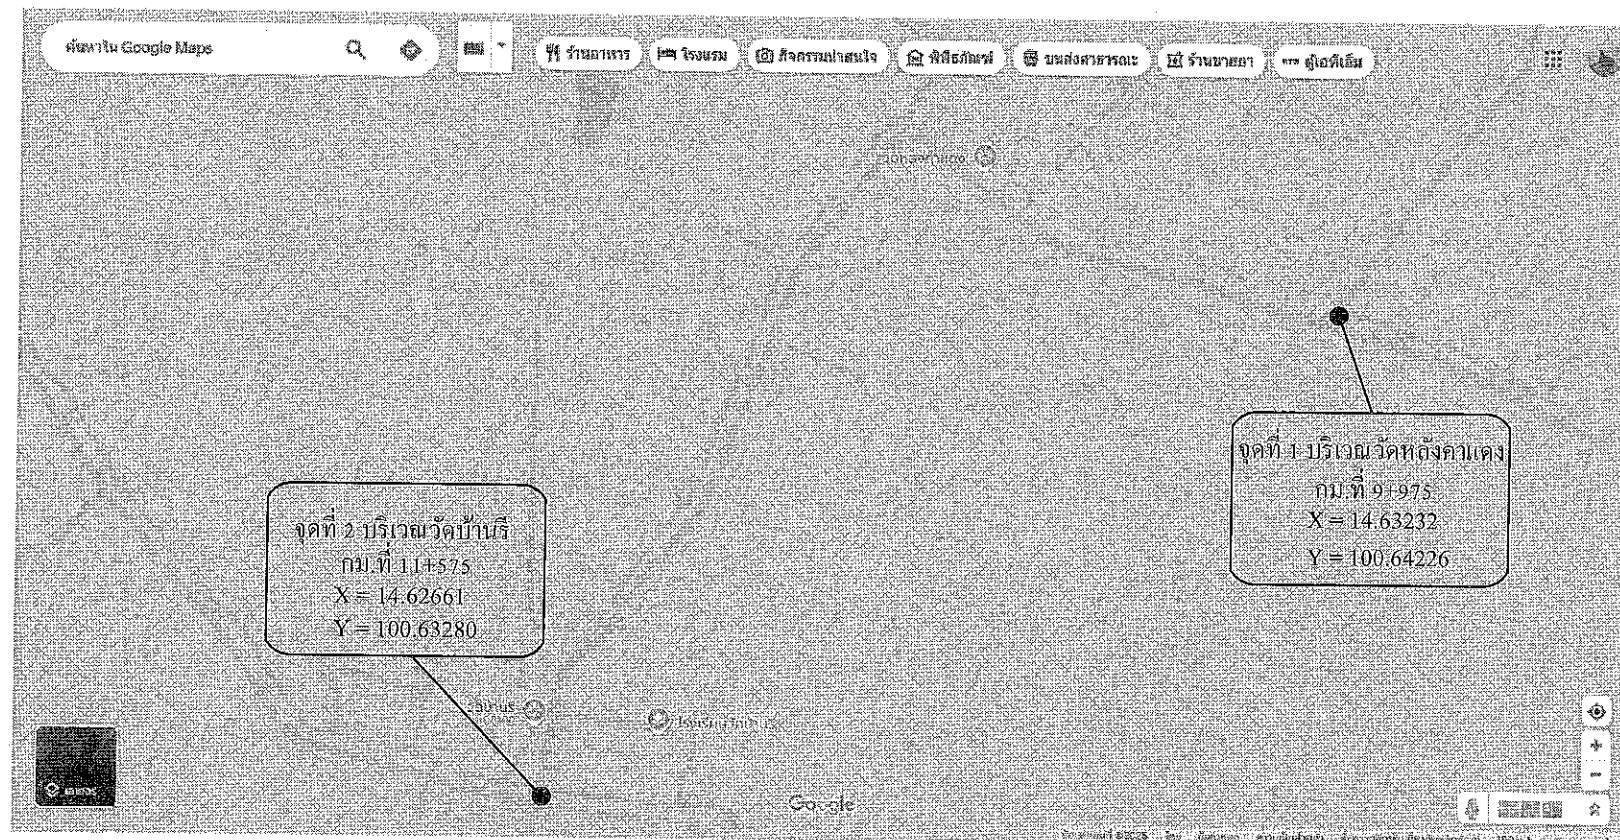 ค้นหาใน Google Maps
ร้านอาหาร
โรงแรม
กิจกรรมน่าสนใจ
พิพิธภัณฑ์
ขนส่งสาธารณะ
ร้านขายยา
ตู้เอทีเอ็ม
จุดที่ 1 บริเวณวัดหลังคาแดง
กม.ที่ 9+975
X = 14.63232
Y = 100.64226
จุดที่ 2 บริเวณวัดบ้านรี
กม.ที่ 11+575
X = 14.62661
Y = 100.63280
Google